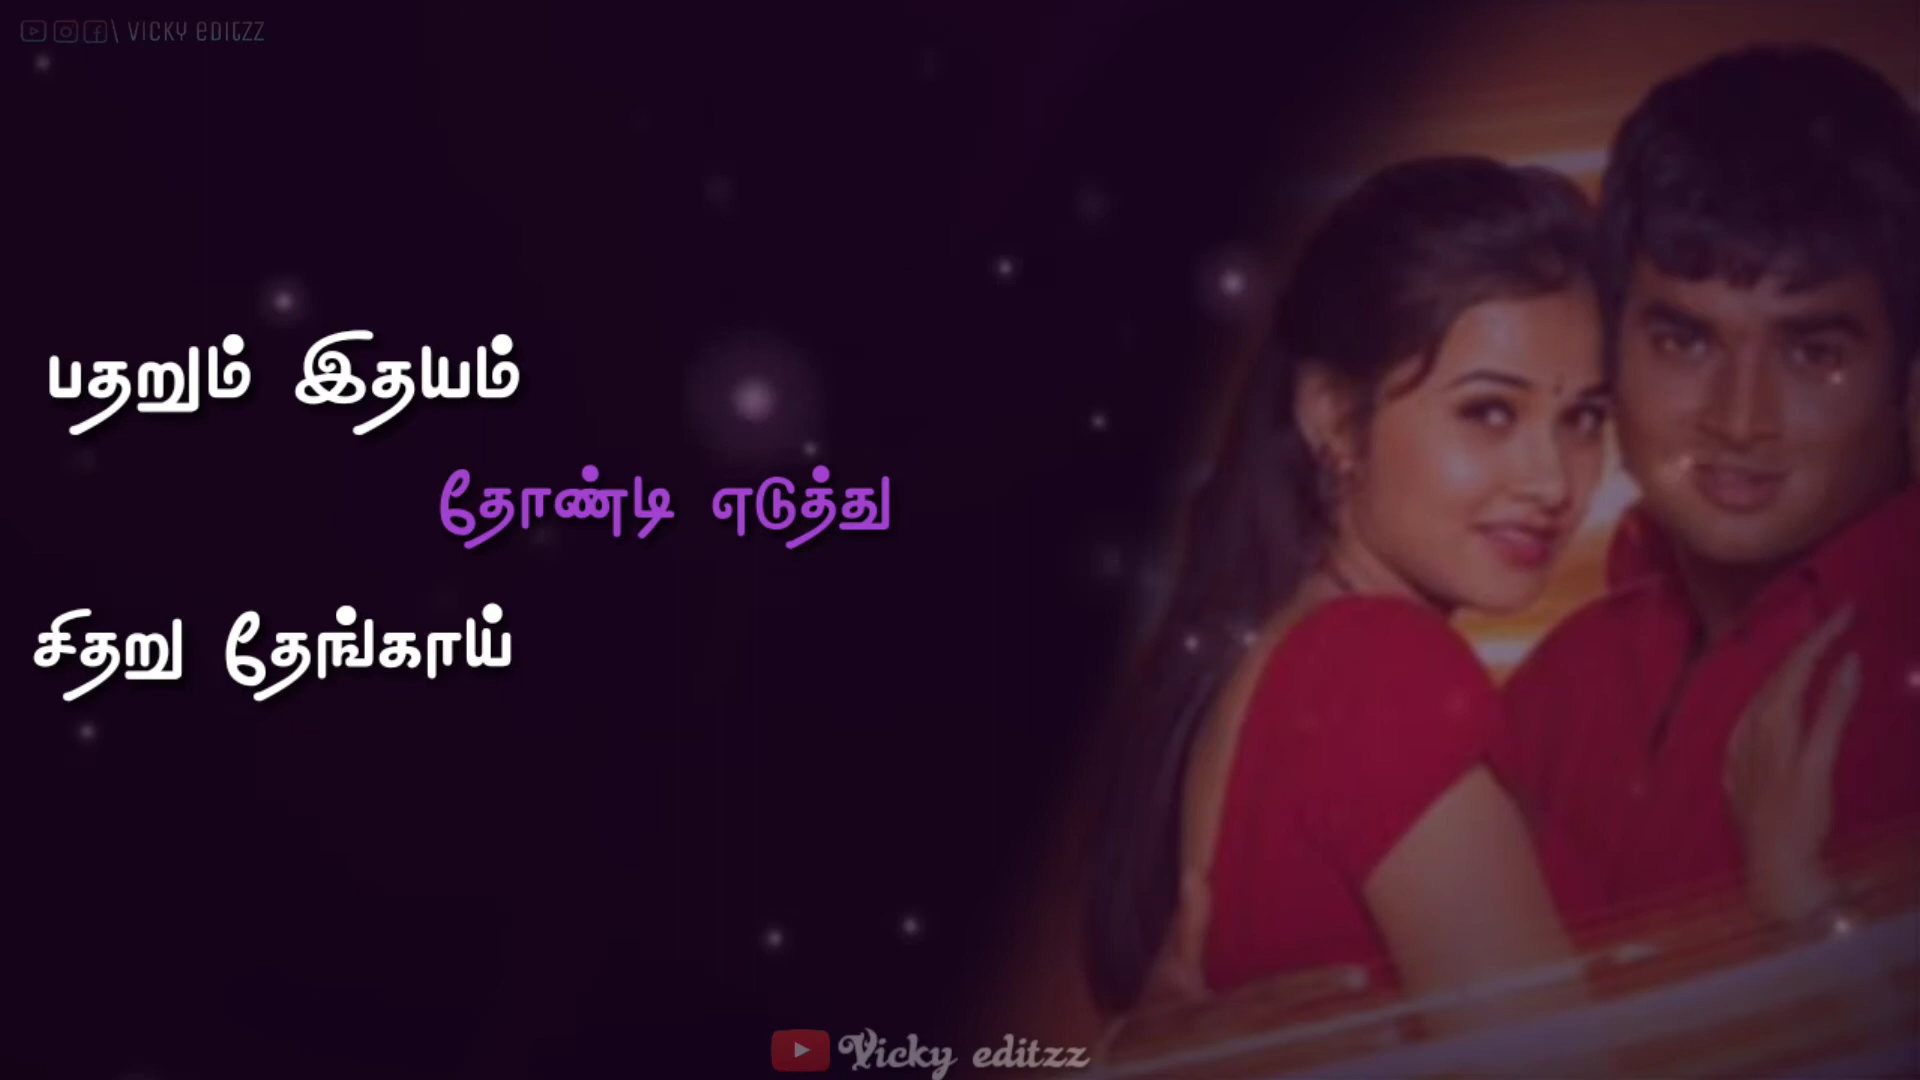 \ VICKY EDITZZ
பதறும் இதயம்
தோண்டி எடுத்து
சிதறு தேங்காய்
Vicky editzz